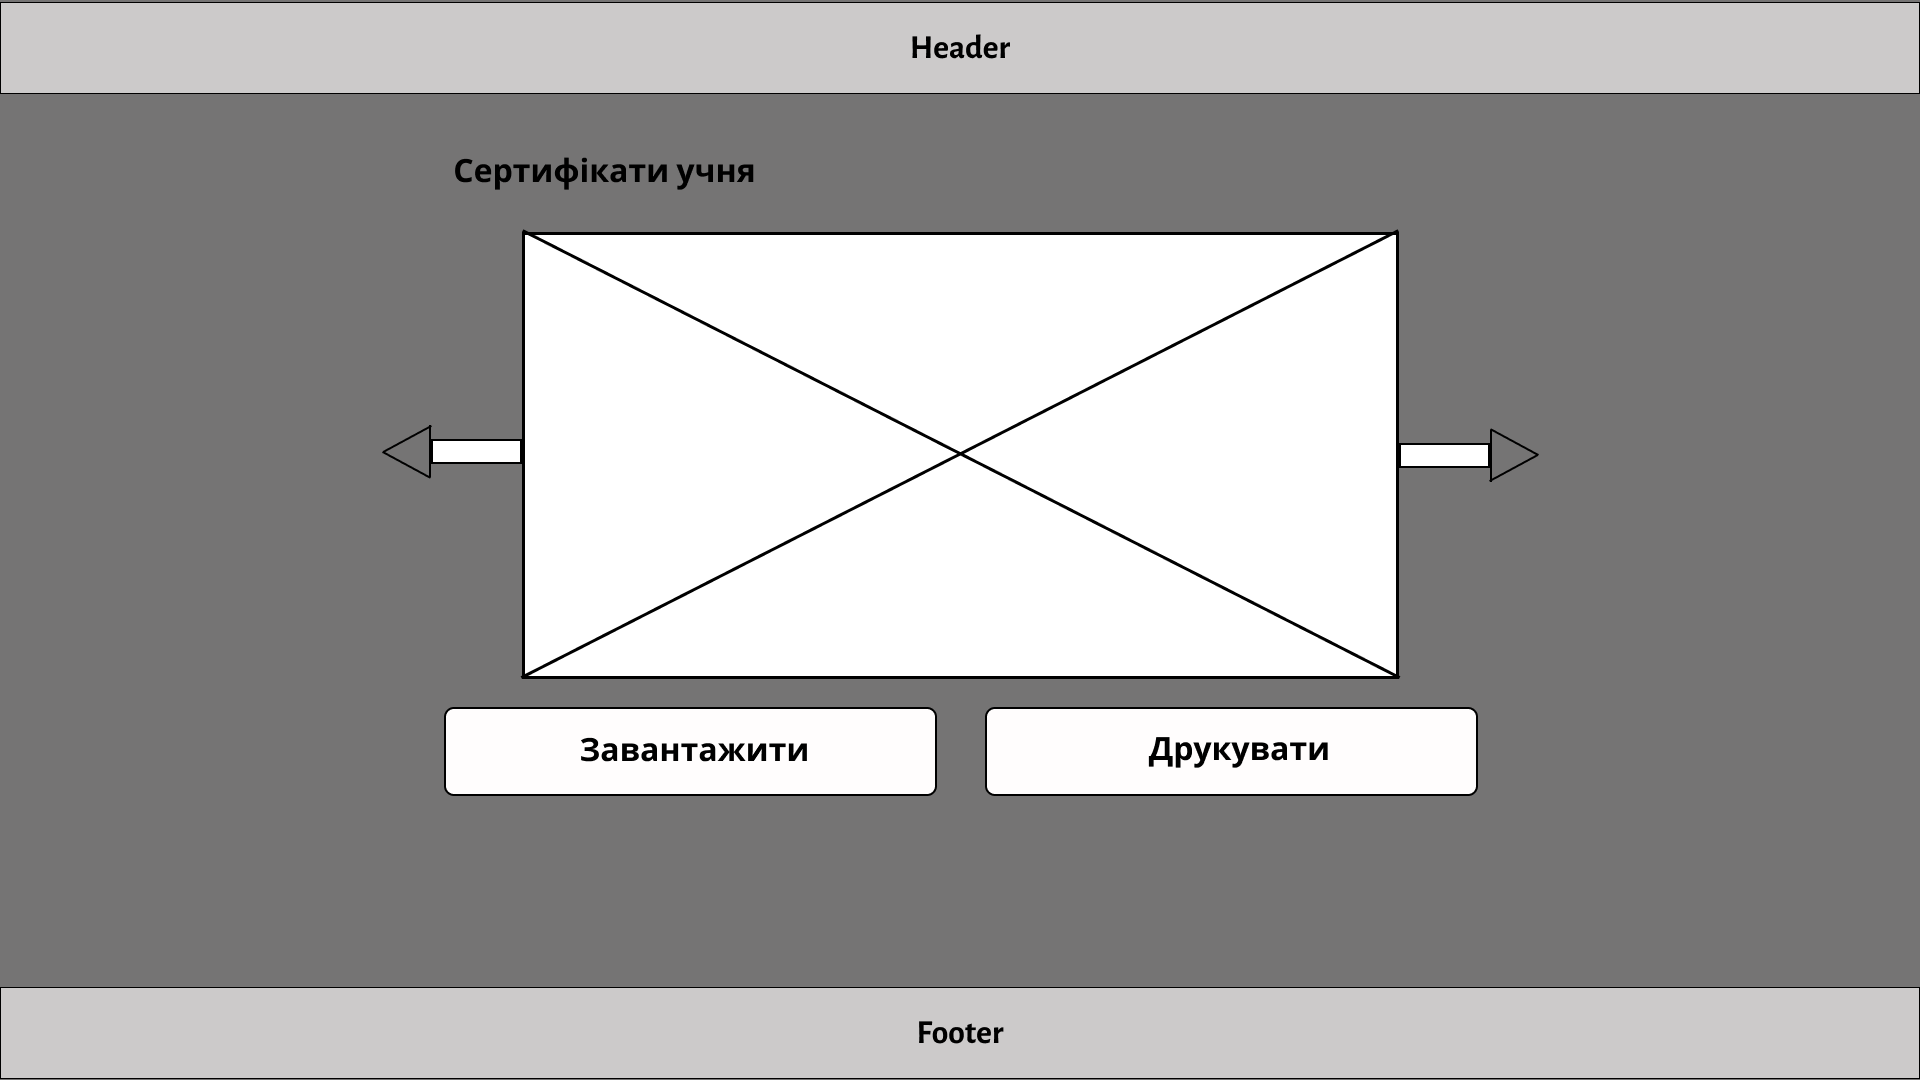 Header
Сертифікати учня
Завантажити
Друкувати
Footer